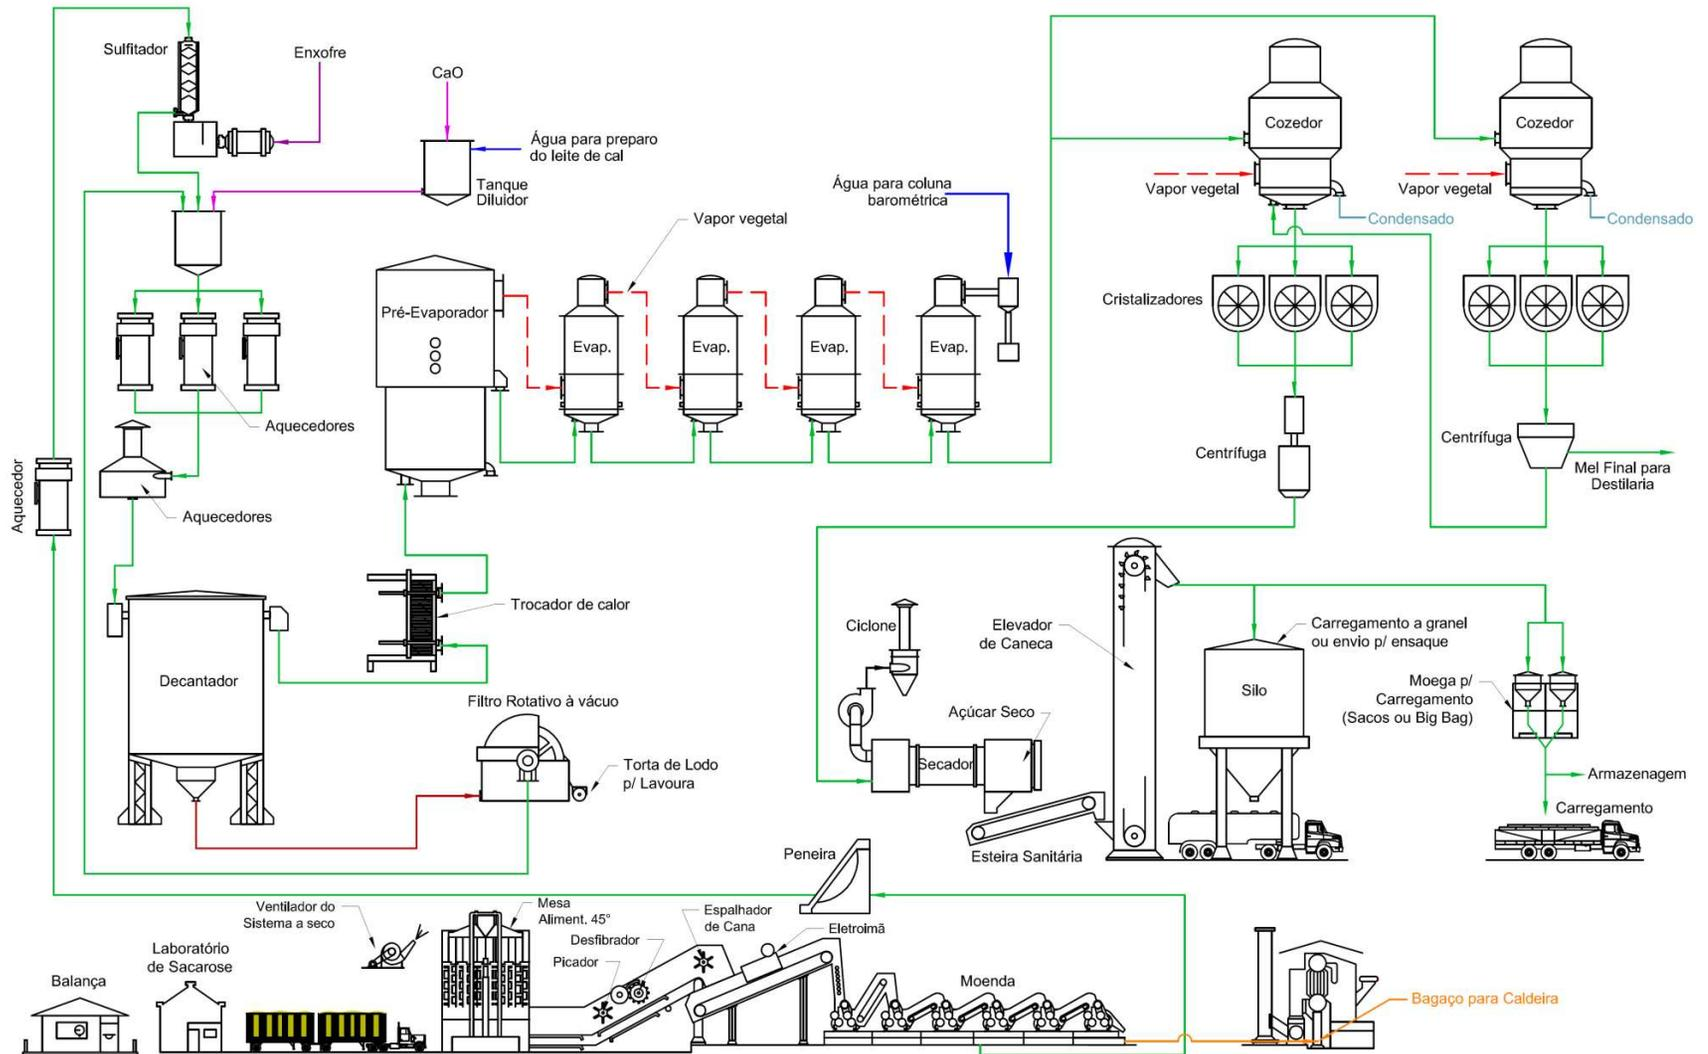 Sulfitador
Enxofre
CaO
Água para preparo
do leite de cal
Tanque
Diluidor
Água para coluna
barométrica
Vapor vegetal
Cozedor
Cozedor
Vapor vegetal
Vapor vegetal
Condensado
Condensado
Pré-Evaporador
Evap.
Evap.
Evap.
Evap.
Cristalizadores
Aquecedores
Aquecedor
Aquecedores
Centrífuga
Centrífuga
Mel Final para
Destilaria
Trocador de calor
Decantador
Filtro Rotativo à vácuo
Torta de Lodo
p/ Lavoura
Ciclone
Elevador
de Caneca
Carregamento a granel
ou envio p/ ensaque
Silo
Moega p/
Carregamento
(Sacos ou Big Bag)
Açúcar Seco
Secador
Armazenagem
Carregamento
Esteira Sanitária
Peneira
Ventilador do
Sistema a seco
Mesa
Aliment. 45°
Espalhador
de Cana
Eletroimã
Desfibrador
Picador
Laboratório
de Sacarose
Balança
Moenda
Bagaço para Caldeira